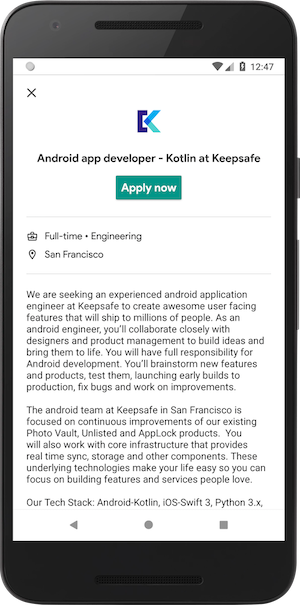 12:47
Android app developer - Kotlin at Keepsafe
Apply now
Full-time • Engineering
San Francisco
We are seeking an experienced android application
engineer at Keepsafe to create awesome user facing
features that will ship to millions of people. As an
android engineer, you'll collaborate closely with
designers and product management to build ideas and
bring them to life. You will have full responsibility for
Android development. You'll brainstorm new features
and products, test them, launching early builds to
production, fix bugs and work on improvements.
The android team at Keepsafe in San Francisco is
focused on continuous improvements of our existing
Photo Vault, Unlisted and AppLock products. You
will also work with core infrastructure that provides
real time sync, storage and other components. These
underlying technologies make your life easy so you can
focus on building features and services people love.
Our Tech Stack: Android-Kotlin, iOS-Swift 3, Python 3.x,